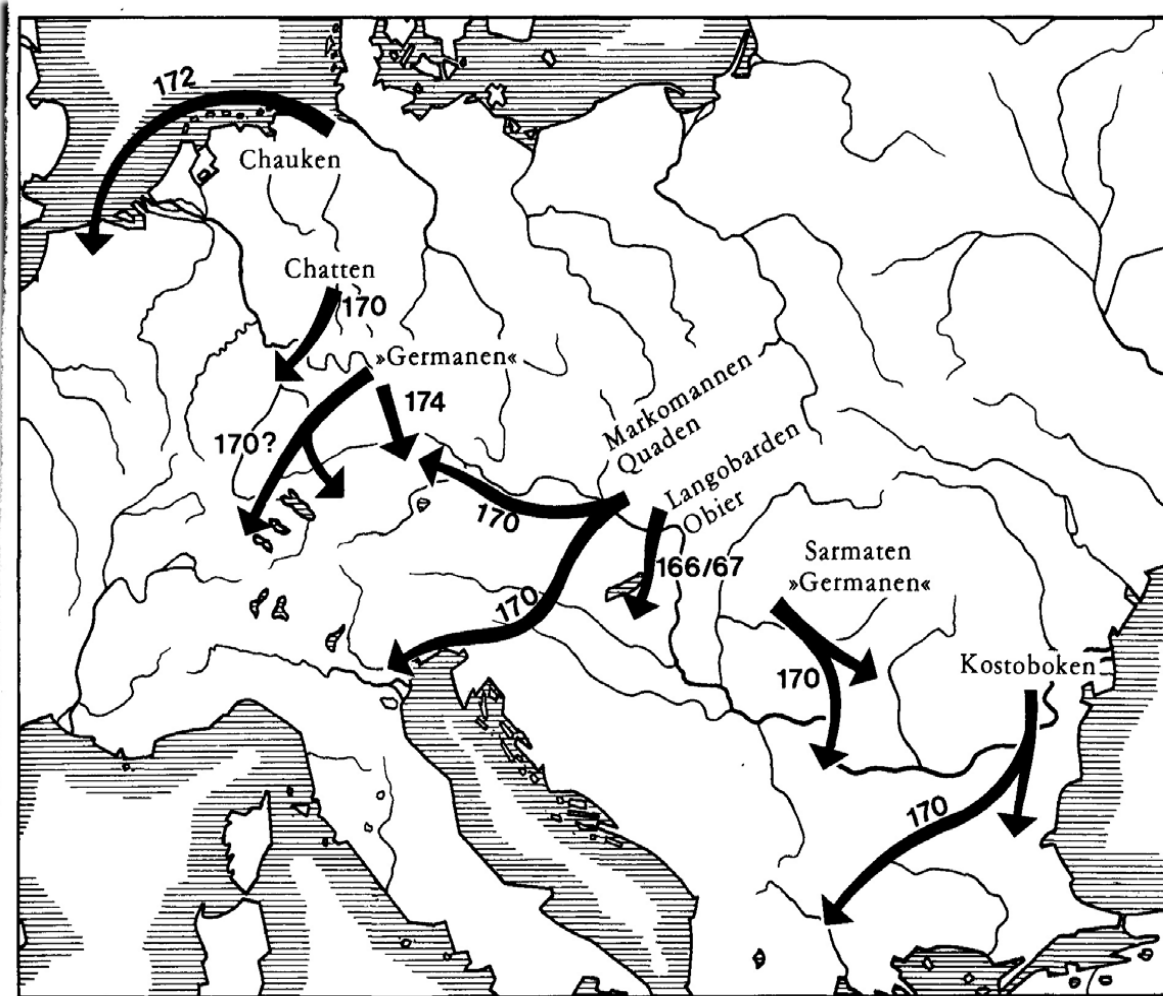 172
Chauken
Chatten
170
»Germanen«
174
170?
Markomannen
Quaden
Langobarden
Obier
170
166/67
170
Sarmaten
»Germanen«
170
Kostoboken
170